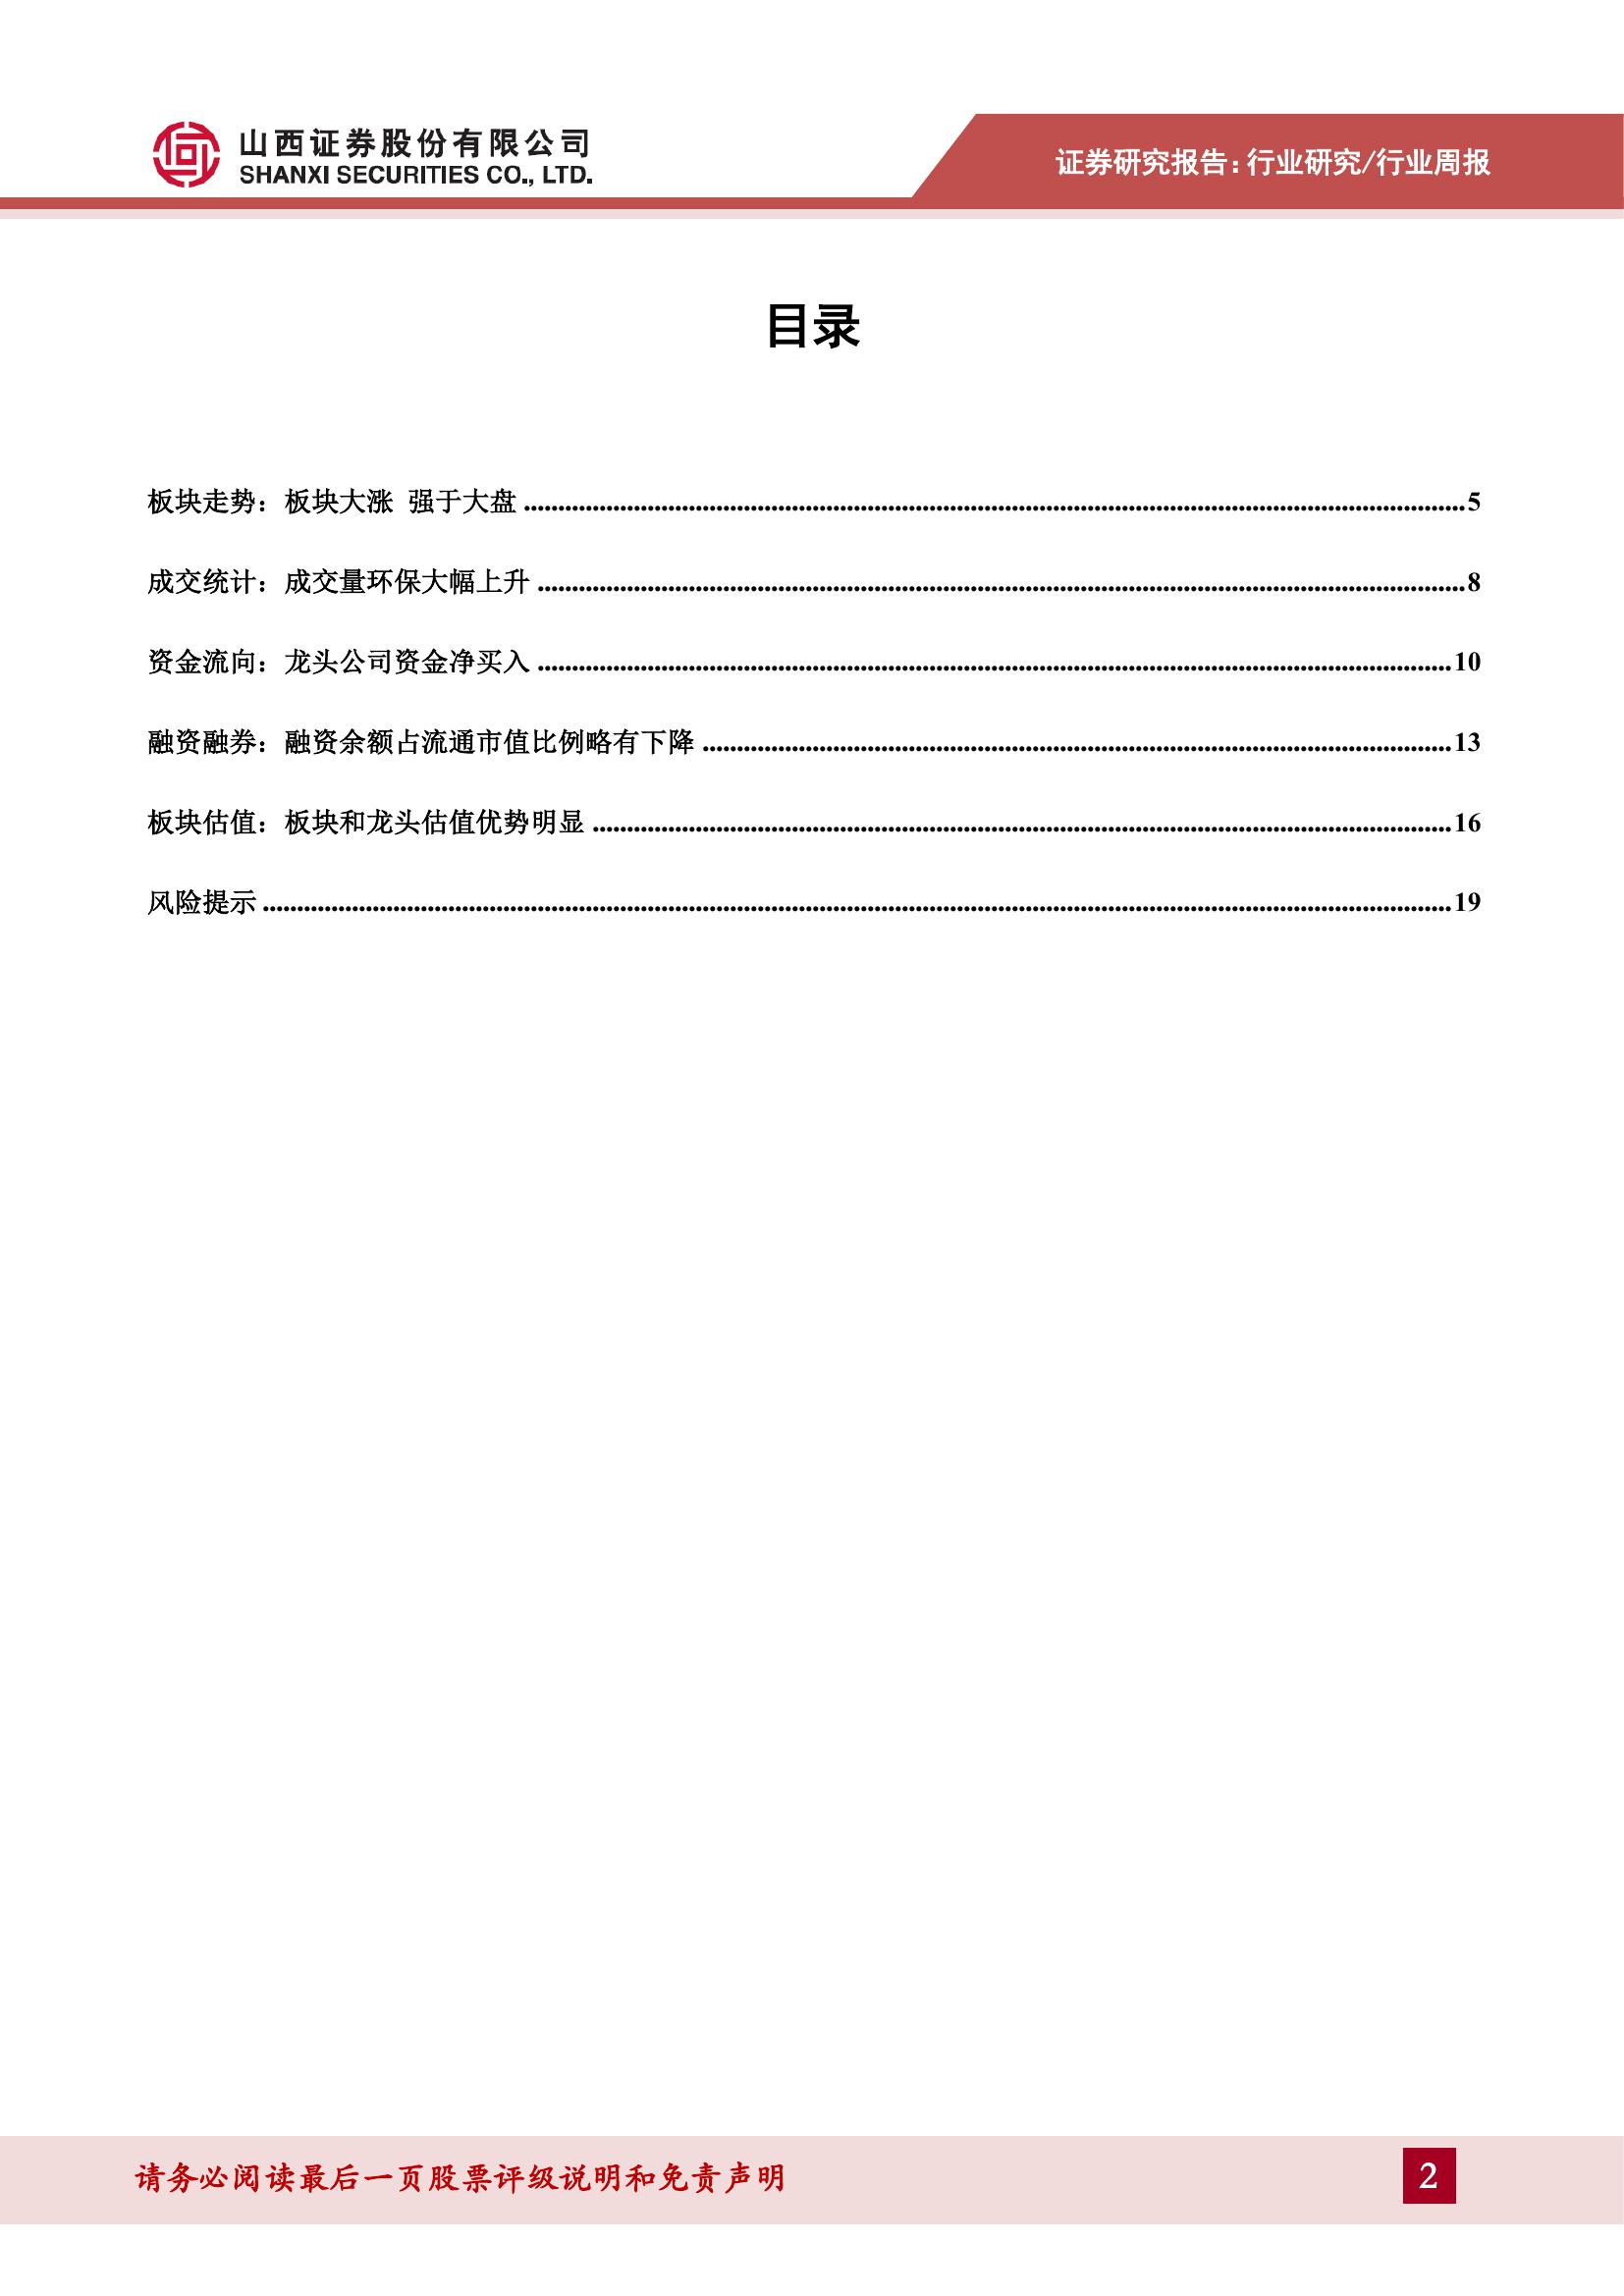 山西证券股份有限公司
SHANXI SECURITIES CO., LTD.
证券研究报告:行业研究/行业周报
目录
板块走势：板块大涨 强于大盘 5
成交统计：成交量环保大幅上升 8
资金流向：龙头公司资金净买入 10
融资融券：融资余额占流通市值比例略有下降 13
板块估值：板块和龙头估值优势明显 16
风险提示 19
请务必阅读最后一页股票评级说明和免责声明
2